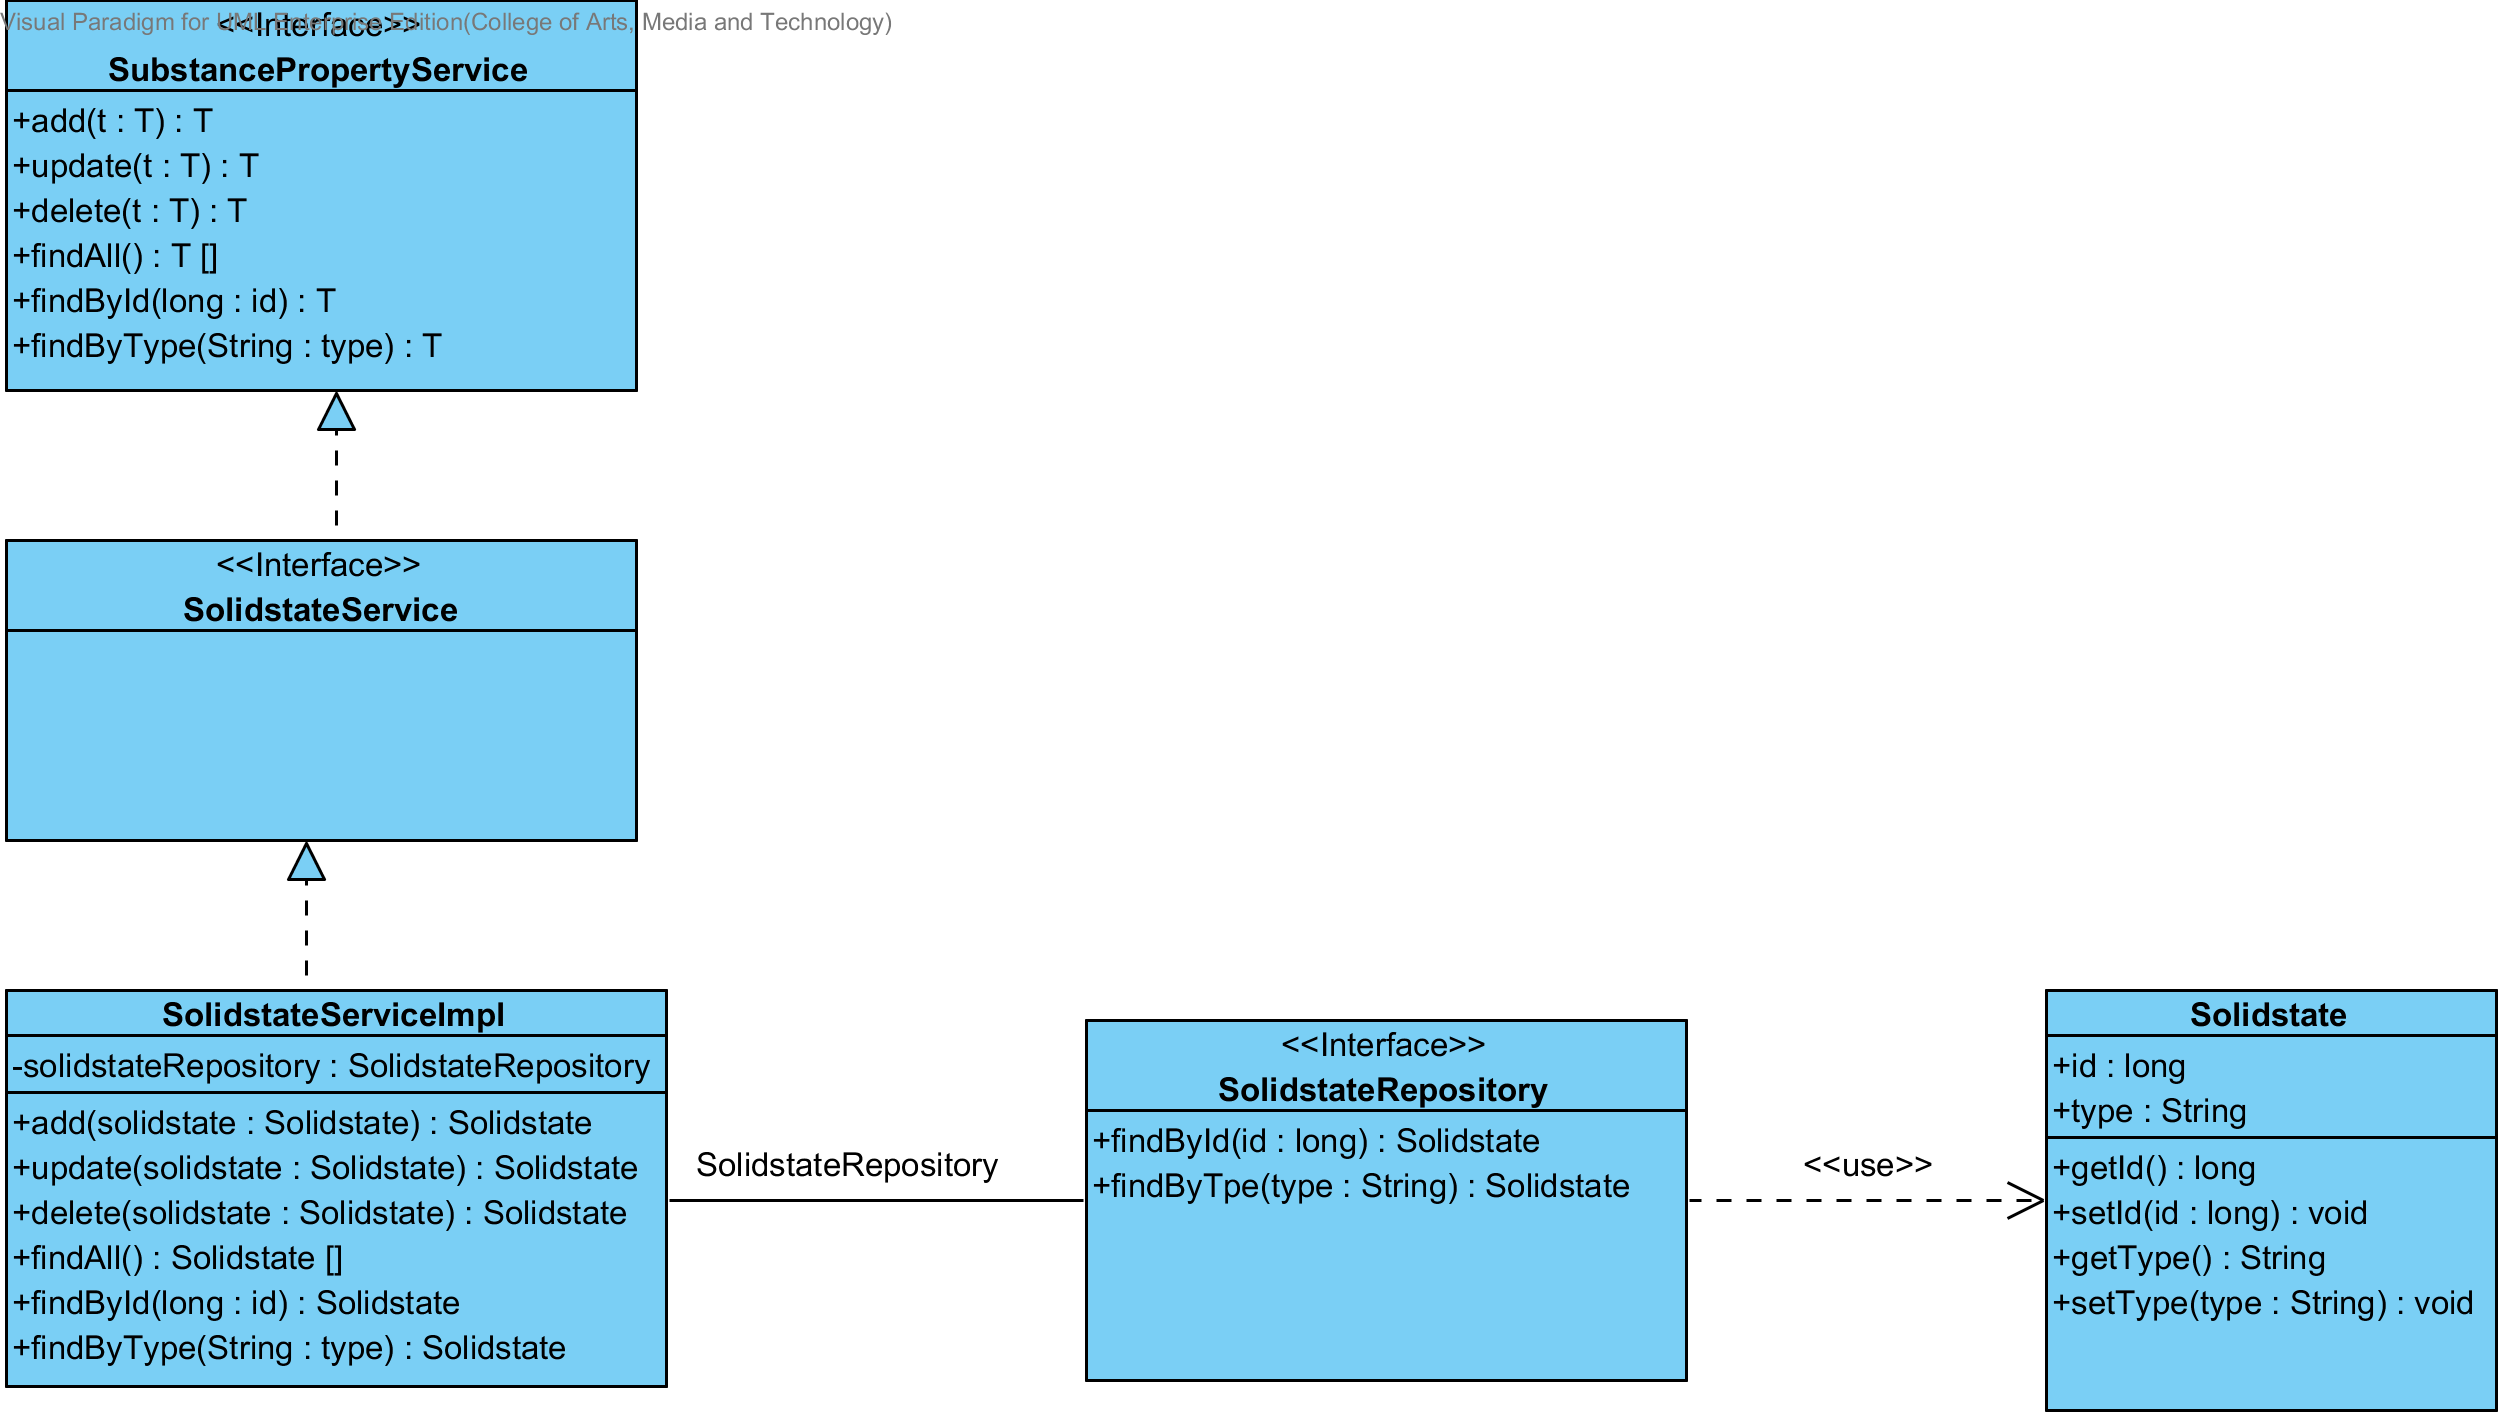 Visual Paradigm for UML Enterprise Edition(College of Arts, Media and Technology)
<<Interface>>
SubstancePropertyService
+add(t : T) : T
+update(t : T) : T
+delete(t : T) : T
+findAll() : T []
+findById(long : id) : T
+findByType(String : type) : T
<<Interface>>
SolidstateService
SolidstateServiceImpl
-solidstateRepository : SolidstateRepository
+add(solidstate : Solidstate) : Solidstate
+update(solidstate : Solidstate) : Solidstate
+delete(solidstate : Solidstate) : Solidstate
+findAll() : Solidstate []
+findById(long : id) : Solidstate
+findByType(String : type) : Solidstate
SolidstateRepository
<<Interface>>
SolidstateRepository
+findById(id : long) : Solidstate
+findByTpe(type : String) : Solidstate
<<use>>
Solidstate
+id : long
+type : String
+getId() : long
+setId(id : long) : void
+getType() : String
+setType(type : String) : void